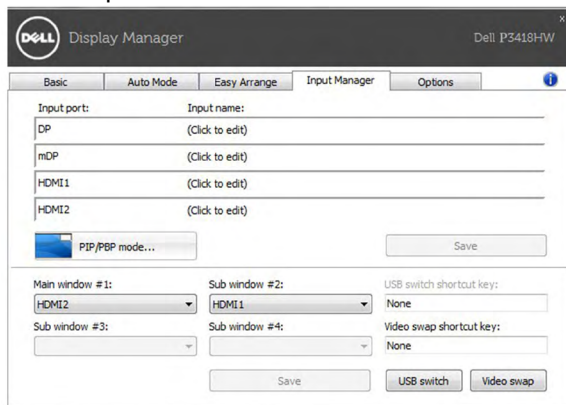 DELL Display Manager Dell P3418HW
x
Basic Auto Mode Easy Arrange Input Manager Options i
Input port: Input name:
DP (Click to edit)
mDP (Click to edit)
HDMI1 (Click to edit)
HDMI2 (Click to edit)
PIP/PBP mode... Save
Main window #1: Sub window #2: USB switch shortcut key:
HDMI2 HDMI1 None
Sub window #3: Sub window #4: Video swap shortcut key:
None
Save USB switch Video swap